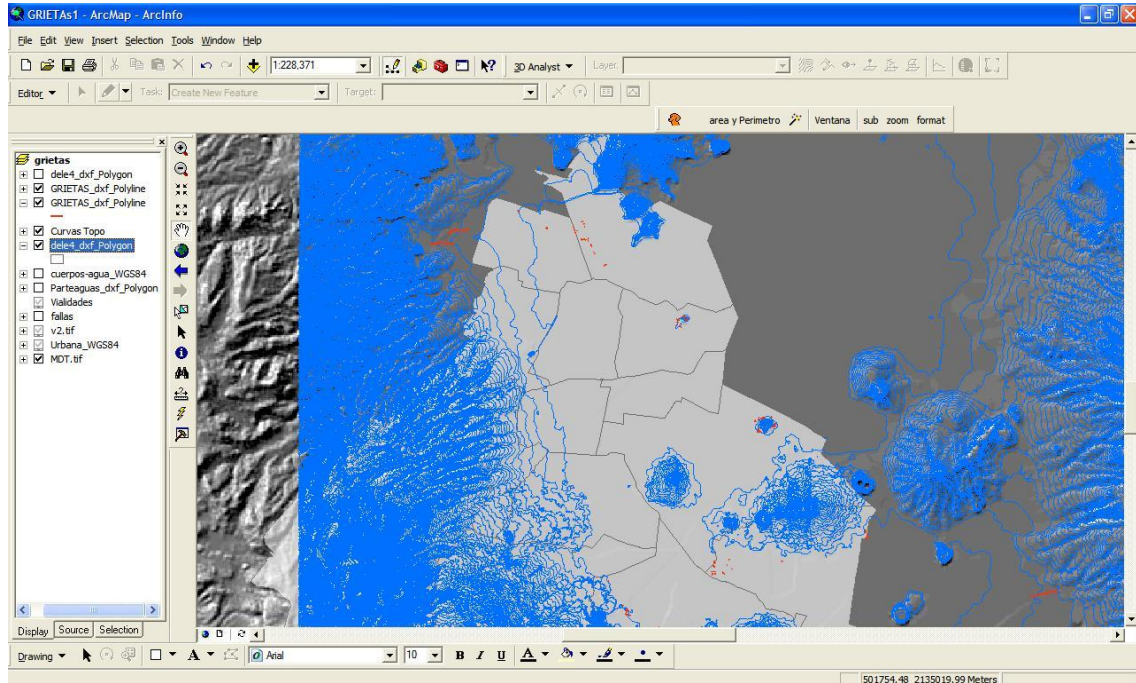 GRIETAs1 - ArcMap - ArcInfo
File Edit View Insert Selection Tools Window Help
1:228,371 3D Analyst Layer:
Editor Task: Create New Feature Target:
area y Perimetro Ventana sub zoom format
grietas
dele4_dxf_Polygon
GRIETAS_dxf_Polyline
GRIETAS_dxf_Polyline
Curvas Topo
dele4_dxf_Polygon
cuerpos-agua_WGS84
Parteaguas_dxf_Polygon
Vialidades
fallas
v2.tif
Urbana_WGS84
MDT.tif
Display Source Selection
Drawing A Arial 10 B I U A
501754.48 2135019.99 Meters